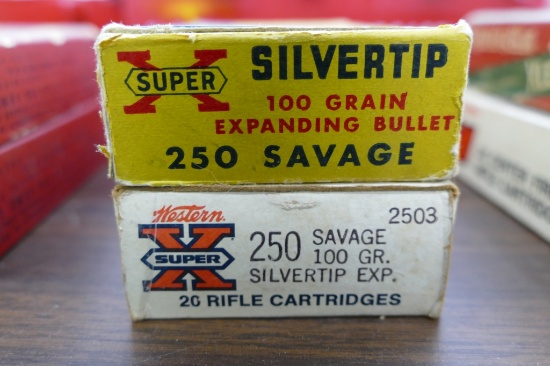 X
SUPER
SILVERTIP
100 GRAIN
EXPANDING BULLET
250 SAVAGE
Western
X
SUPER
2503
250 SAVAGE
100 GR.
SILVERTIP EXP.
20 RIFLE CARTRIDGES